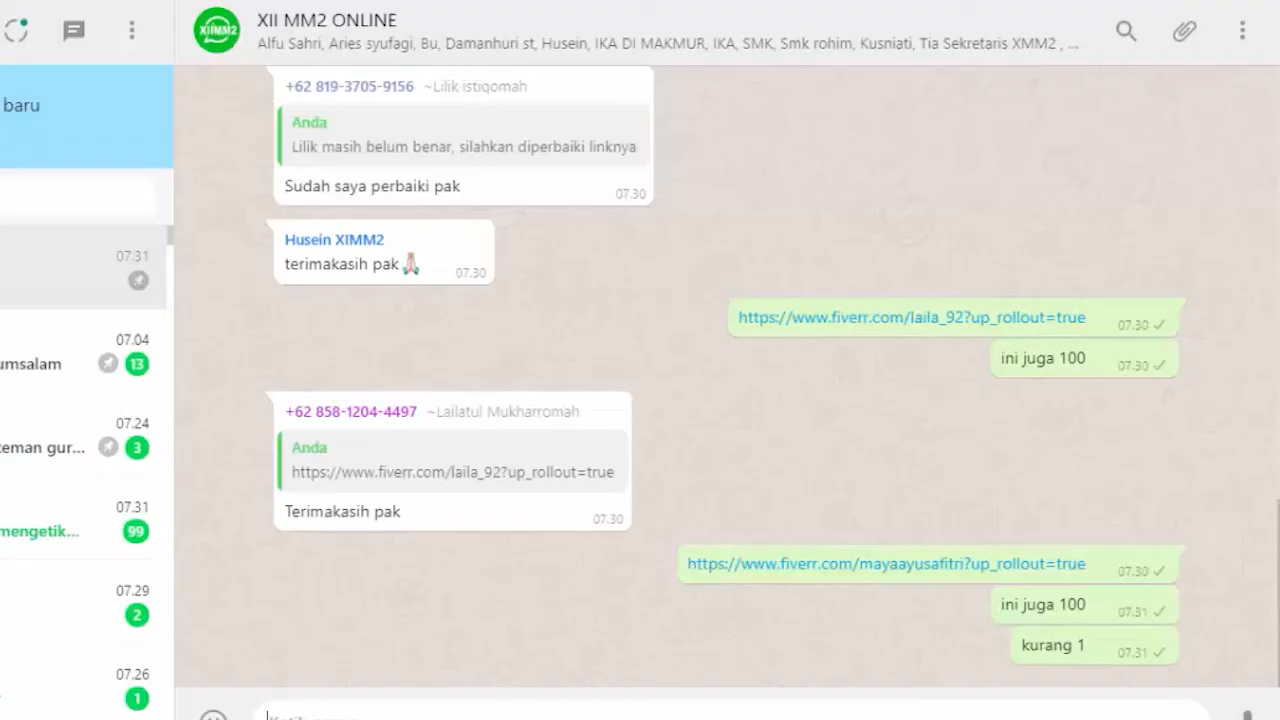 XIIMM2
XII MM2 ONLINE
Alfu Sahri, Aries syufagi, Bu, Damanhuri st, Husein, IKA DI MAKMUR, IKA, SMK, Smk rohim, Kusniati, Tia Sekretaris XMM2 , ...
baru
07.31
07.04
umsalam
13
07.24
teman gur...
3
07.31
mengetik...
99
07.29
2
07.26
1
+62 819-3705-9156 ~Lilik istiqomah
Anda
Lilik masih belum benar, silahkan diperbaiki linknya
Sudah saya perbaiki pak
07.30
Husein XIMM2
terimakasih pak
07.30
https://www.fiverr.com/laila_92?up_rollout=true
07.30
ini juga 100
07.30
+62 858-1204-4497 ~Lailatul Mukharromah
Anda
https://www.fiverr.com/laila_92?up_rollout=true
Terimakasih pak
07.30
https://www.fiverr.com/mayaayusafitri?up_rollout=true
07.30
ini juga 100
07.31
kurang 1
07.31